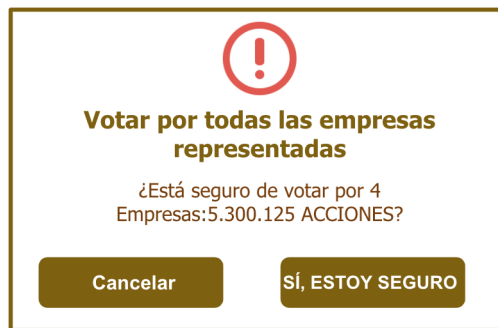 Votar por todas las empresas
representadas
¿Está seguro de votar por 4
Empresas:5.300.125 ACCIONES?
Cancelar
SÍ, ESTOY SEGURO